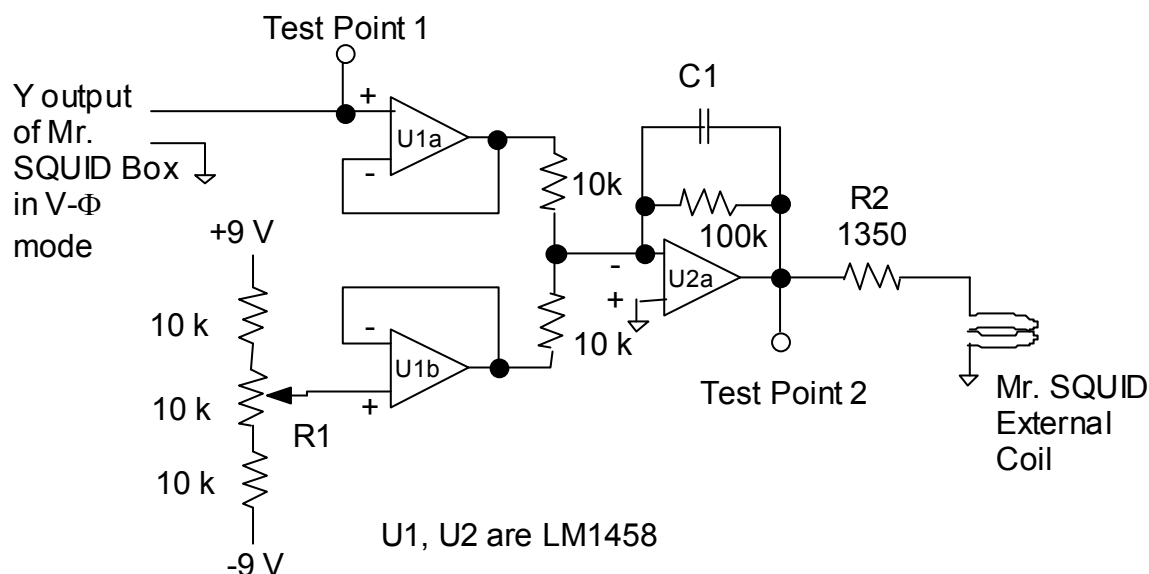 Test Point 1
Y output
of Mr.
SQUID Box
in V-Φ
mode
+
U1a
-
10k
C1
100k
R2
1350
+9 V
10 k
10 k
10 k
-9 V
R1
-
U1b
+
10 k
-
+
U2a
Test Point 2
Mr. SQUID
External
Coil
U1, U2 are LM1458